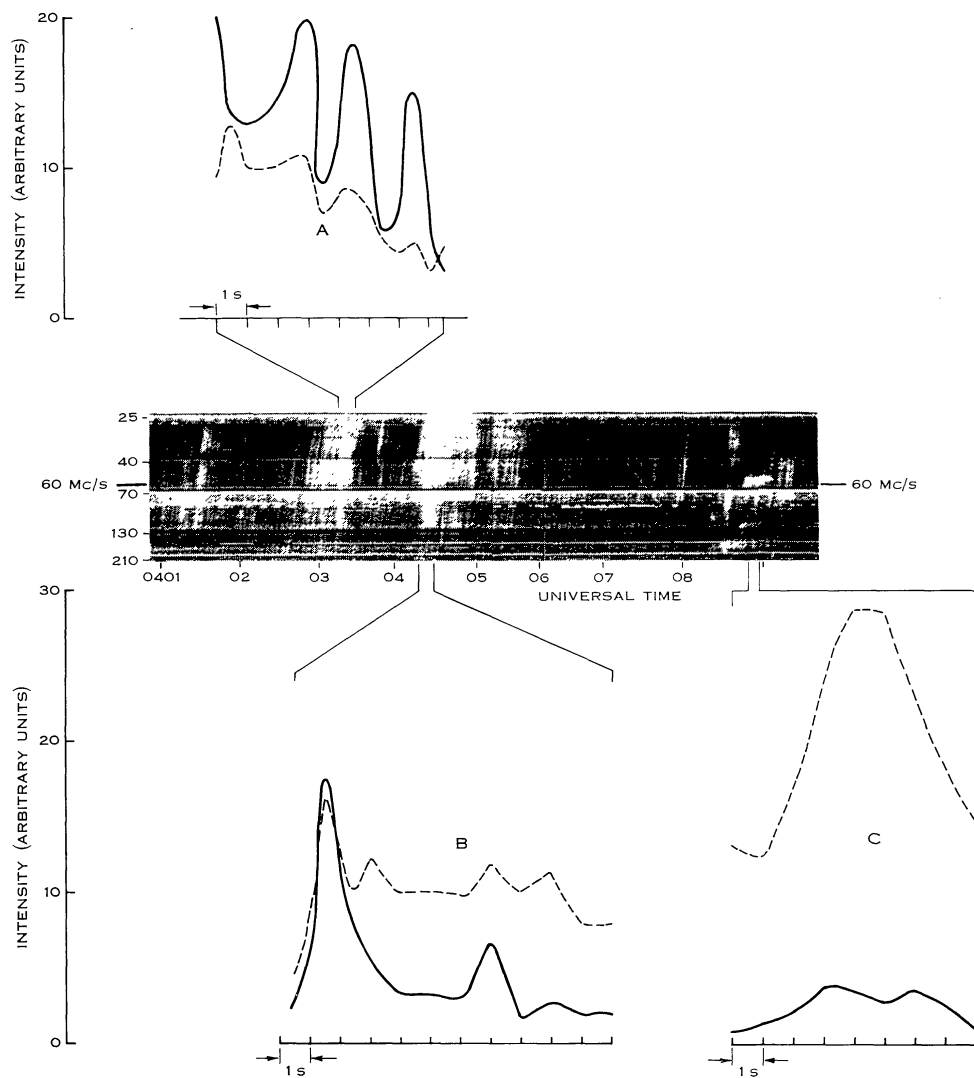 20
10
0
INTENSITY (ARBITRARY UNITS)
A
1 s
25
40
60 Mc/s
70
130
210
60 Mc/s
0401 02 03 04 05 06 07 08
UNIVERSAL TIME
30
20
10
0
INTENSITY (ARBITRARY UNITS)
B
C
1 s
1 s